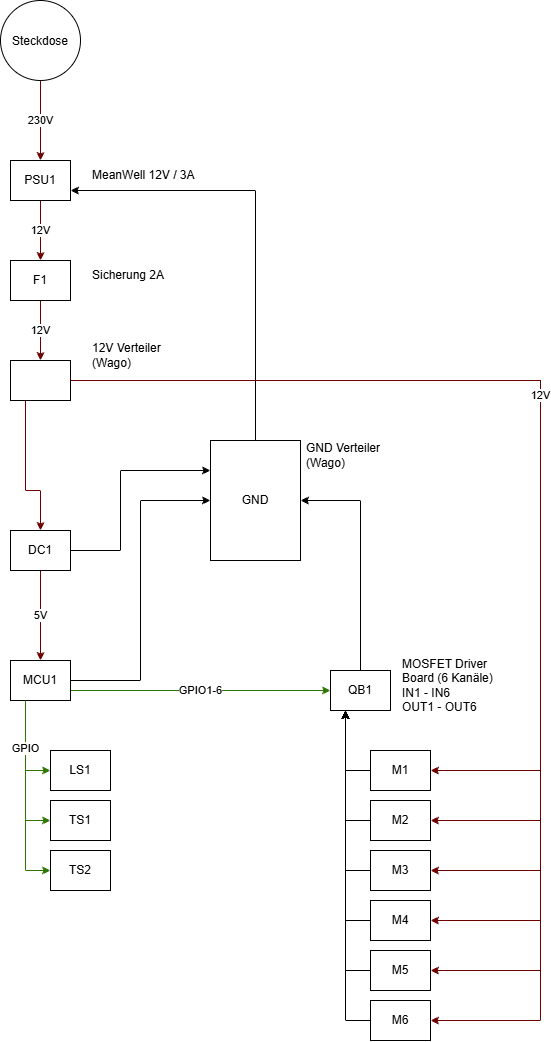 Steckdose
230V
PSU1
MeanWell 12V / 3A
12V
F1
Sicherung 2A
12V
12V Verteiler
(Wago)
12V
GND Verteiler
(Wago)
GND
DC1
5V
MCU1
GPIO1-6
QB1
MOSFET Driver
Board (6 Kanäle)
IN1 - IN6
OUT1 - OUT6
GPIO
LS1
M1
TS1
M2
TS2
M3
M4
M5
M6